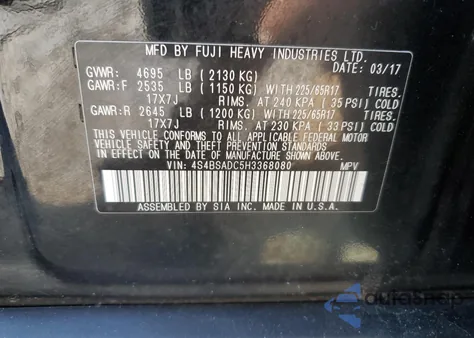 MFD BY FUJI HEAVY INDUSTRIES LTD.
DATE: 03/17
GVWR: 4695 LB ( 2130 KG)
GAWR:F 2535 LB ( 1150 KG) WITH 225/65R17 TIRES.
17X7J RIMS. AT 240 KPA ( 35 PSI) COLD
GAWR:R 2645 LB ( 1200 KG) WITH 225/65R17 TIRES.
17X7J RIMS. AT 230 KPA ( 33 PSI) COLD
THIS VEHICLE CONFORMS TO ALL APPLICABLE FEDERAL MOTOR
VEHICLE SAFETY AND THEFT PREVENTION STANDARDS IN EFFECT
ON THE DATE OF MANUFACTURE SHOWN ABOVE.
VIN: 4S4BSADC5H3368080 MPV
ASSEMBLED BY SIA INC. MADE IN U.S.A.
autoSnap